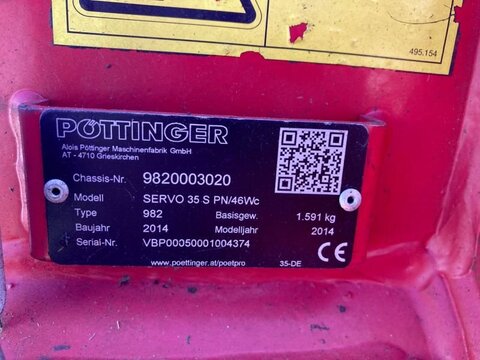 495.154
PÖTTINGER
Alois Pöttinger Maschinenfabrik GmbH
AT - 4710 Grieskirchen
Chassis-Nr. 9820003020
Modell SERVO 35 S PN/46Wc
Type 982 Basisgew. 1.591 kg
Baujahr 2014 Modelljahr 2014
Serial-Nr. VBP00050001004374
www.poettinger.at/poetpro 35-DE CE